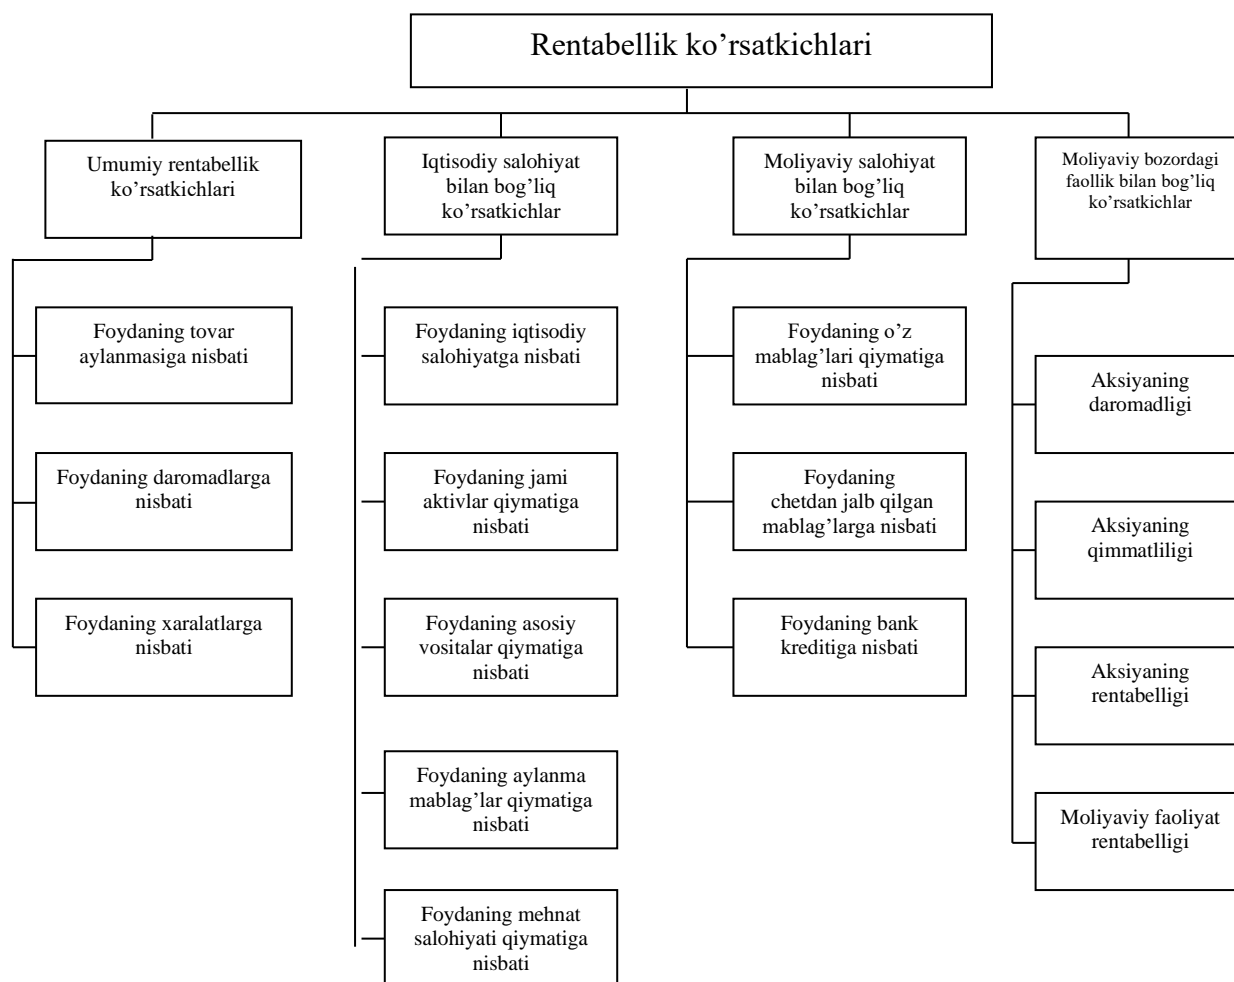 Rentabellik ko’rsatkichlari
Umumiy rentabellik
ko’rsatkichlari
Iqtisodiy salohiyat
bilan bog’liq
ko’rsatkichlar
Moliyaviy salohiyat
bilan bog’liq
ko’rsatkichlar
Moliyaviy bozordagi
faollik bilan bog’liq
ko’rsatkichlar
Foydaning tovar
aylanmasiga nisbati
Foydaning daromadlarga
nisbati
Foydaning xaralatlarga
nisbati
Foydaning iqtisodiy
salohiyatga nisbati
Foydaning jami
aktivlar qiymatiga
nisbati
Foydaning asosiy
vositalar qiymatiga
nisbati
Foydaning aylanma
mablag’lar qiymatiga
nisbati
Foydaning mehnat
salohiyati qiymatiga
nisbati
Foydaning o’z
mablag’lari qiymatiga
nisbati
Foydaning
chetdan jalb qilgan
mablag’larga nisbati
Foydaning bank
kreditiga nisbati
Aksiyaning
daromadligi
Aksiyaning
qimmatliligi
Aksiyaning
rentabelligi
Moliyaviy faoliyat
rentabelligi